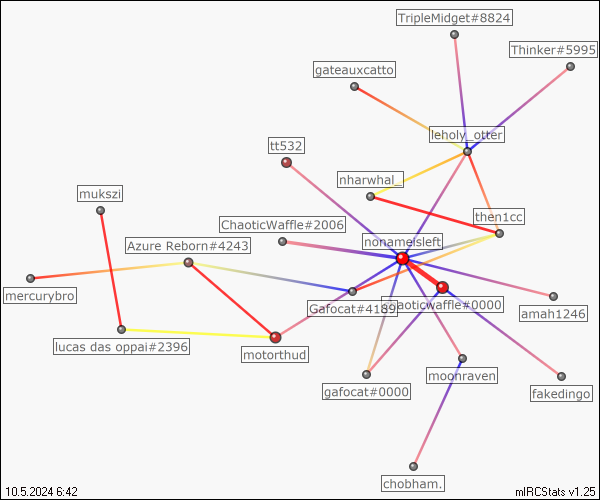 TripleMidget#8824
Thinker#5995
gateauxcatto
leholy_otter
tt532
nharwhal_
mukszi
then1cc
ChaoticWaffle#2006
nonameisleft
Azure Reborn#4243
mercurybro
Gafocat#4189
chaoticwaffle#0000
amah1246
lucas das oppai#2396
motorthud
moonraven
gafocat#0000
fakedingo
chobham.
10.5.2024 6:42
mIRCStats v1.25